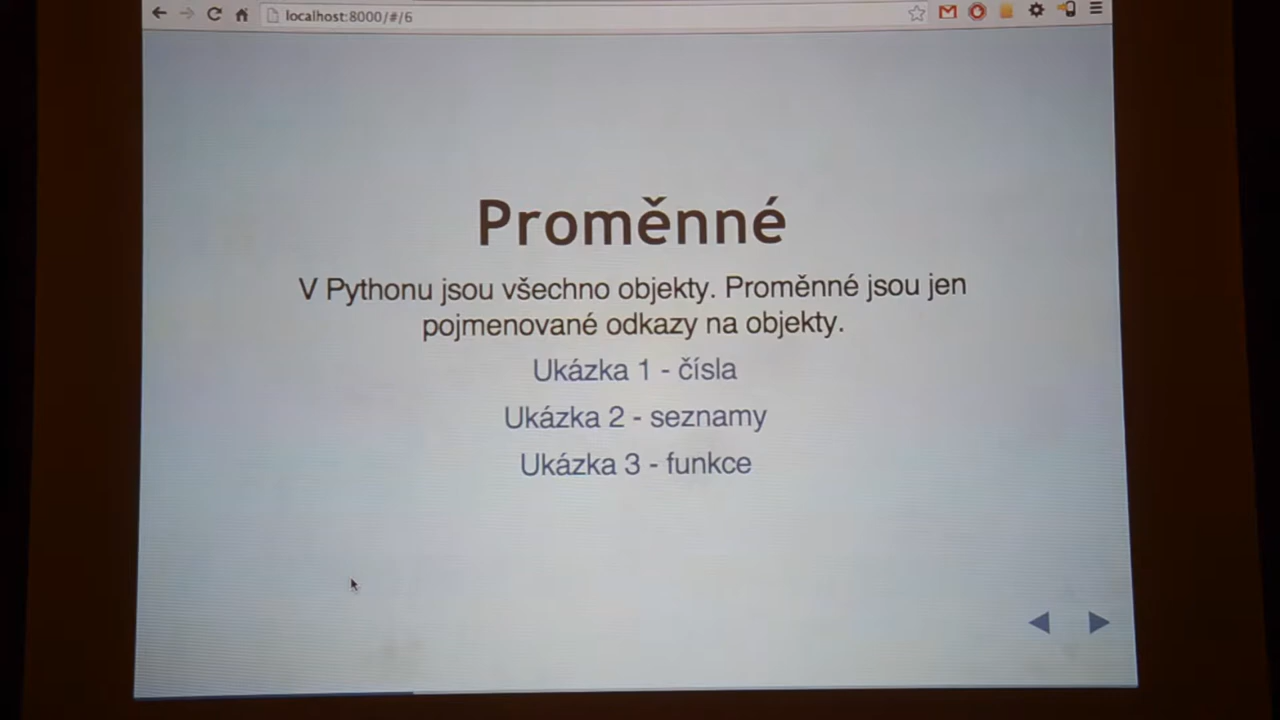 localhost:8000/#/6
Proměnné
V Pythonu jsou všechno objekty. Proměnné jsou jen
pojmenované odkazy na objekty.
Ukázka 1 - čísla
Ukázka 2 - seznamy
Ukázka 3 - funkce